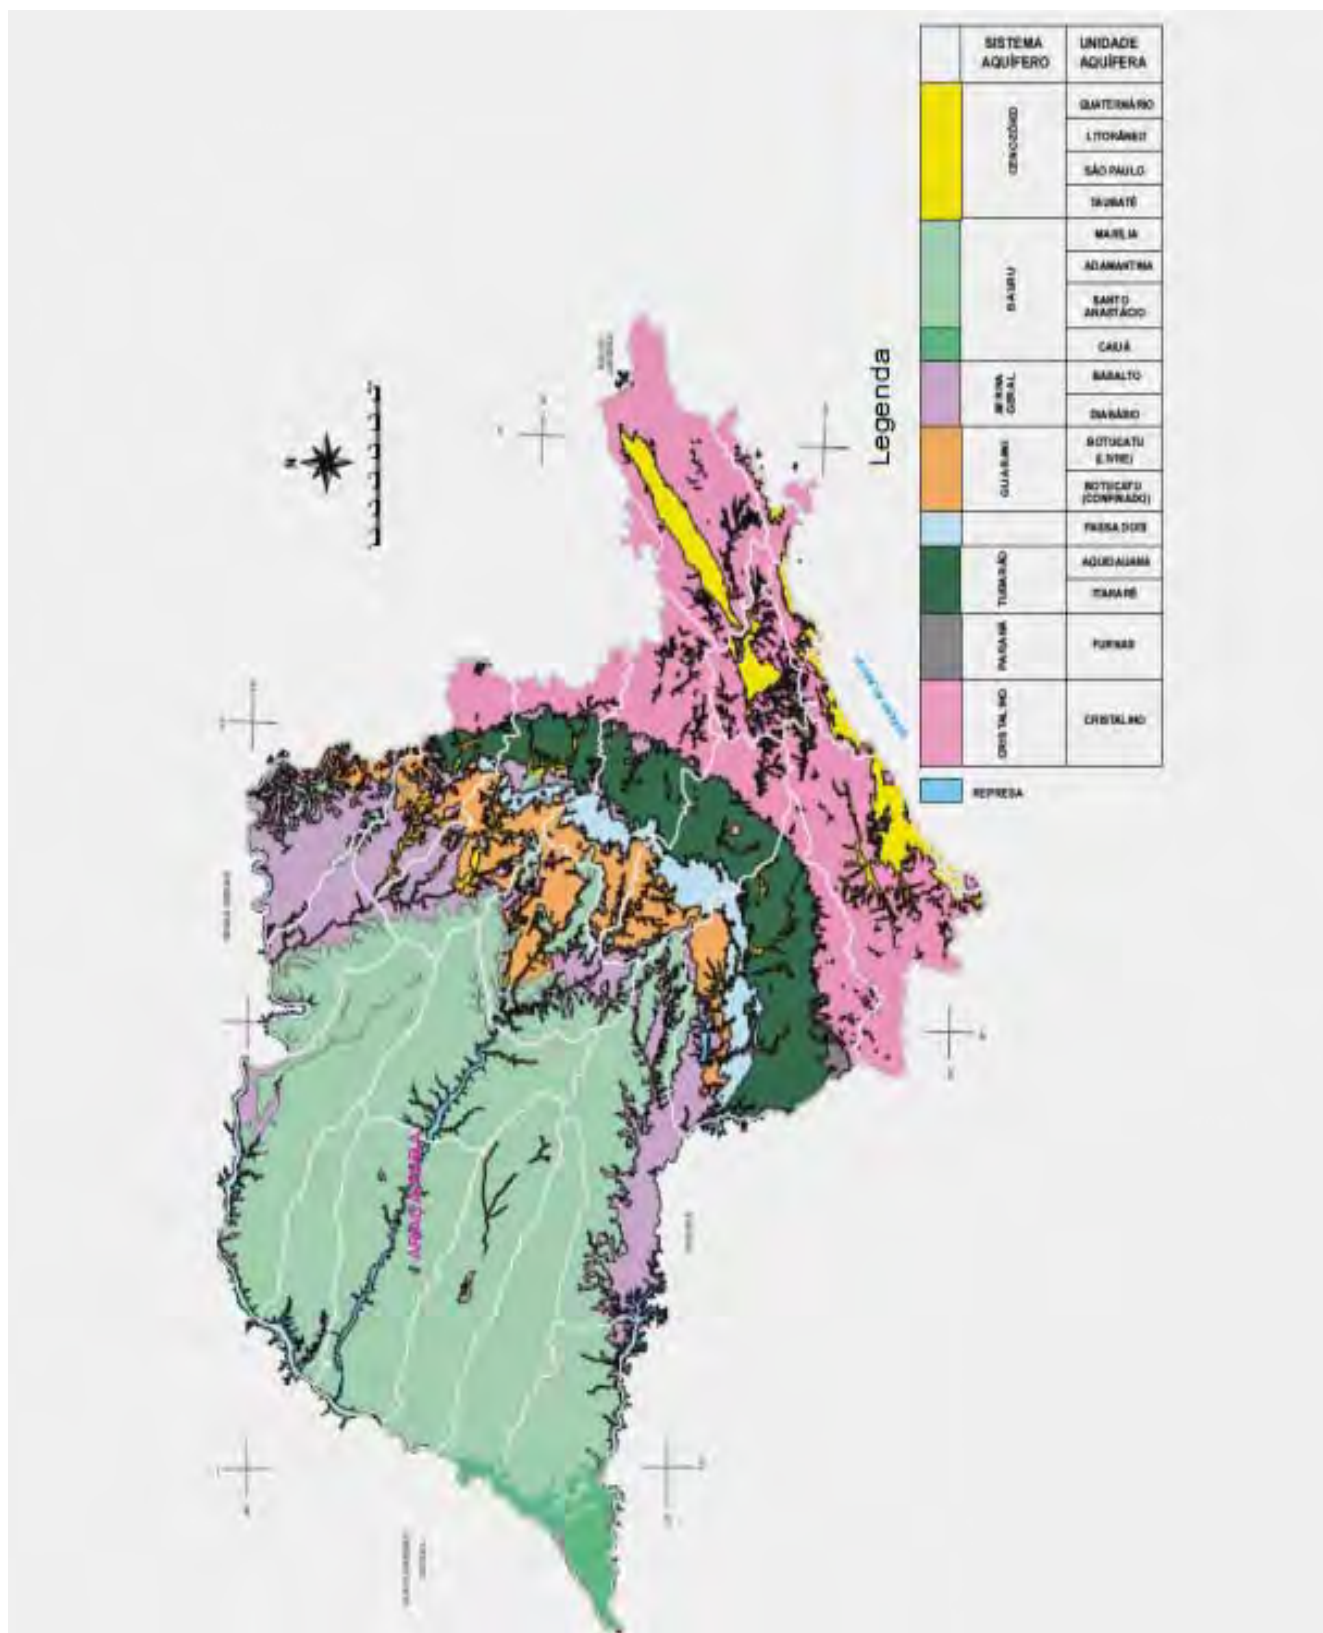 Legenda
SISTEMA AQUÍFERO
UNIDADE AQUÍFERA
CENOZÓICO
QUATERNÁRIO
LITORÂNEO
SÃO PAULO
TAUBATÉ
BAURU
MARÍLIA
ADAMANTINA
SANTO ANASTÁCIO
CAIUÁ
SERRA GERAL
BASALTO
DIABÁSIO
GUARANI
BOTUCATU (LIVRE)
BOTUCATU (CONFINADO)
PASSA DOIS
TUBARÃO
AQUIDAUANA
ITARARÉ
PARANÁ
FURNAS
CRISTALINO
CRISTALINO
REPRESA
N
ARAÇATUBA